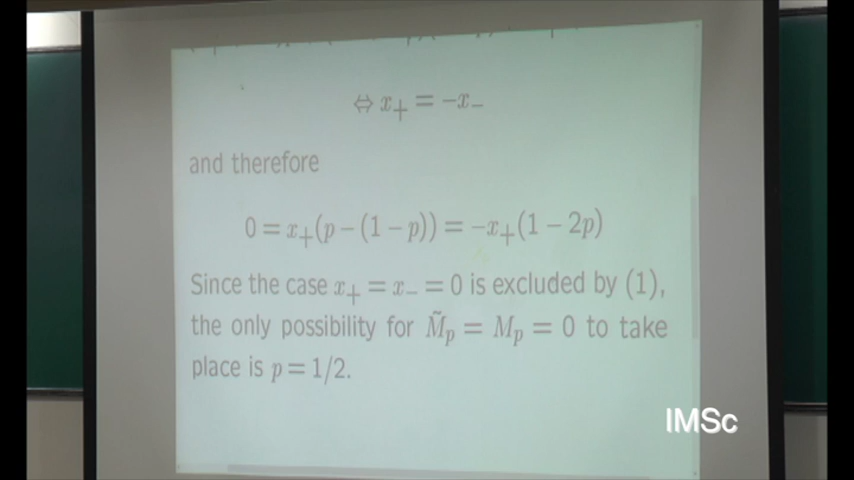 ⇔ x₊ = −x₋
and therefore
0 = x₊(p − (1 − p)) = −x₊(1 − 2p)
Since the case x₊ = x₋ = 0 is excluded by (1),
the only possibility for M̃ₚ = Mₚ = 0 to take
place is p = 1/2.
IMSc